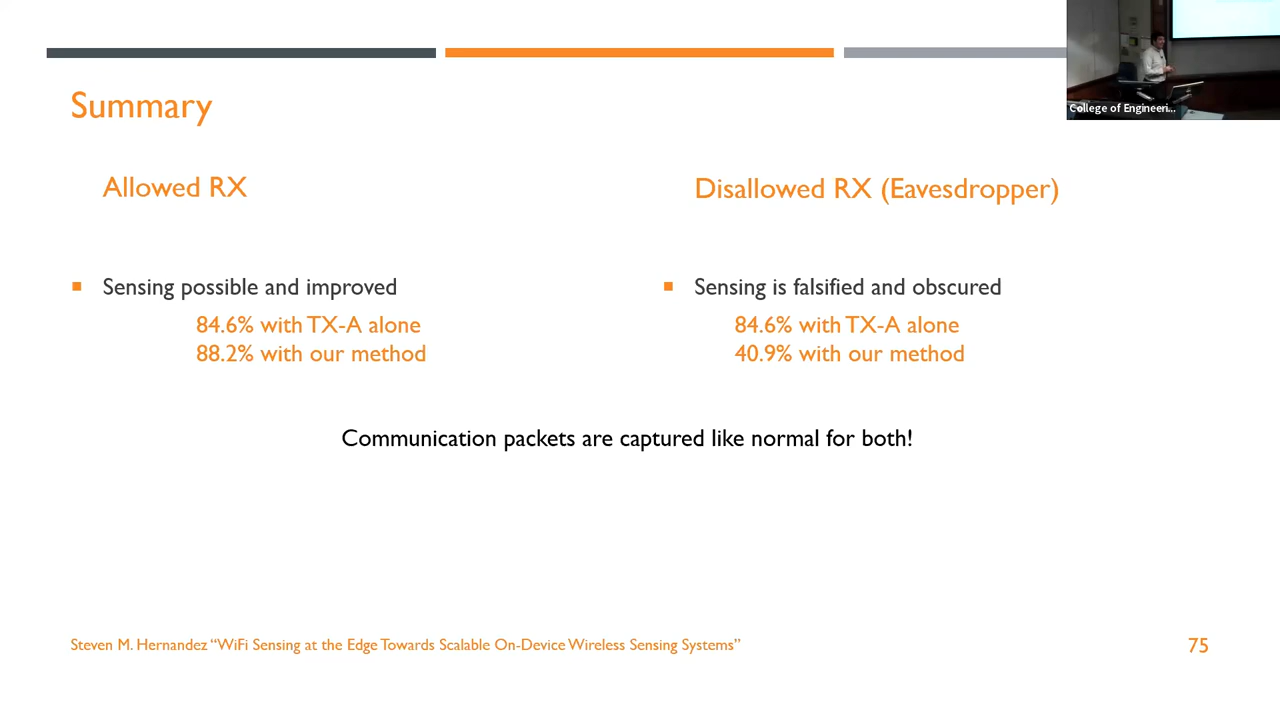 College of Engineeri...
Summary
Allowed RX
Sensing possible and improved
84.6% with TX-A alone
88.2% with our method
Disallowed RX (Eavesdropper)
Sensing is falsified and obscured
84.6% with TX-A alone
40.9% with our method
Communication packets are captured like normal for both!
Steven M. Hernandez “WiFi Sensing at the Edge Towards Scalable On-Device Wireless Sensing Systems”
75